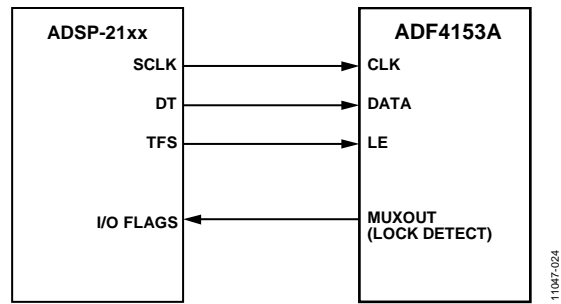 ADSP-21xx
ADF4153A
SCLK
CLK
DT
DATA
TFS
LE
I/O FLAGS
MUXOUT
(LOCK DETECT)
11047-024